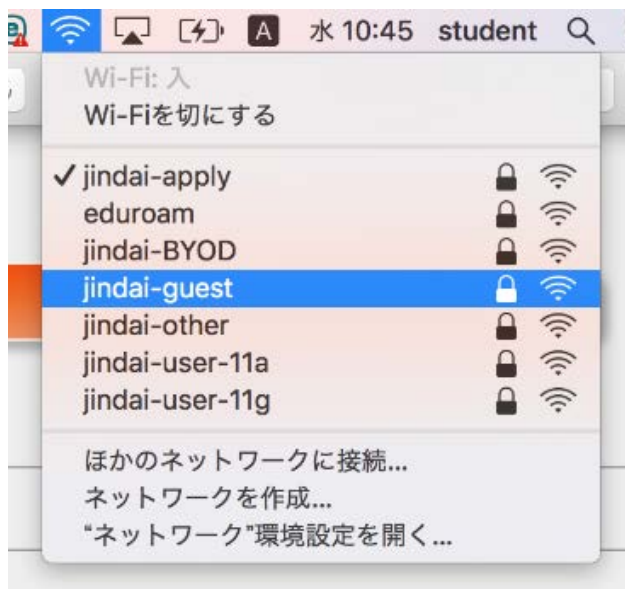 A 水 10:45 student
Wi-Fi: 入
Wi-Fiを切にする
✓ jindai-apply
eduroam
jindai-BYOD
jindai-guest
jindai-other
jindai-user-11a
jindai-user-11g
ほかのネットワークに接続...
ネットワークを作成...
“ネットワーク”環境設定を開く...